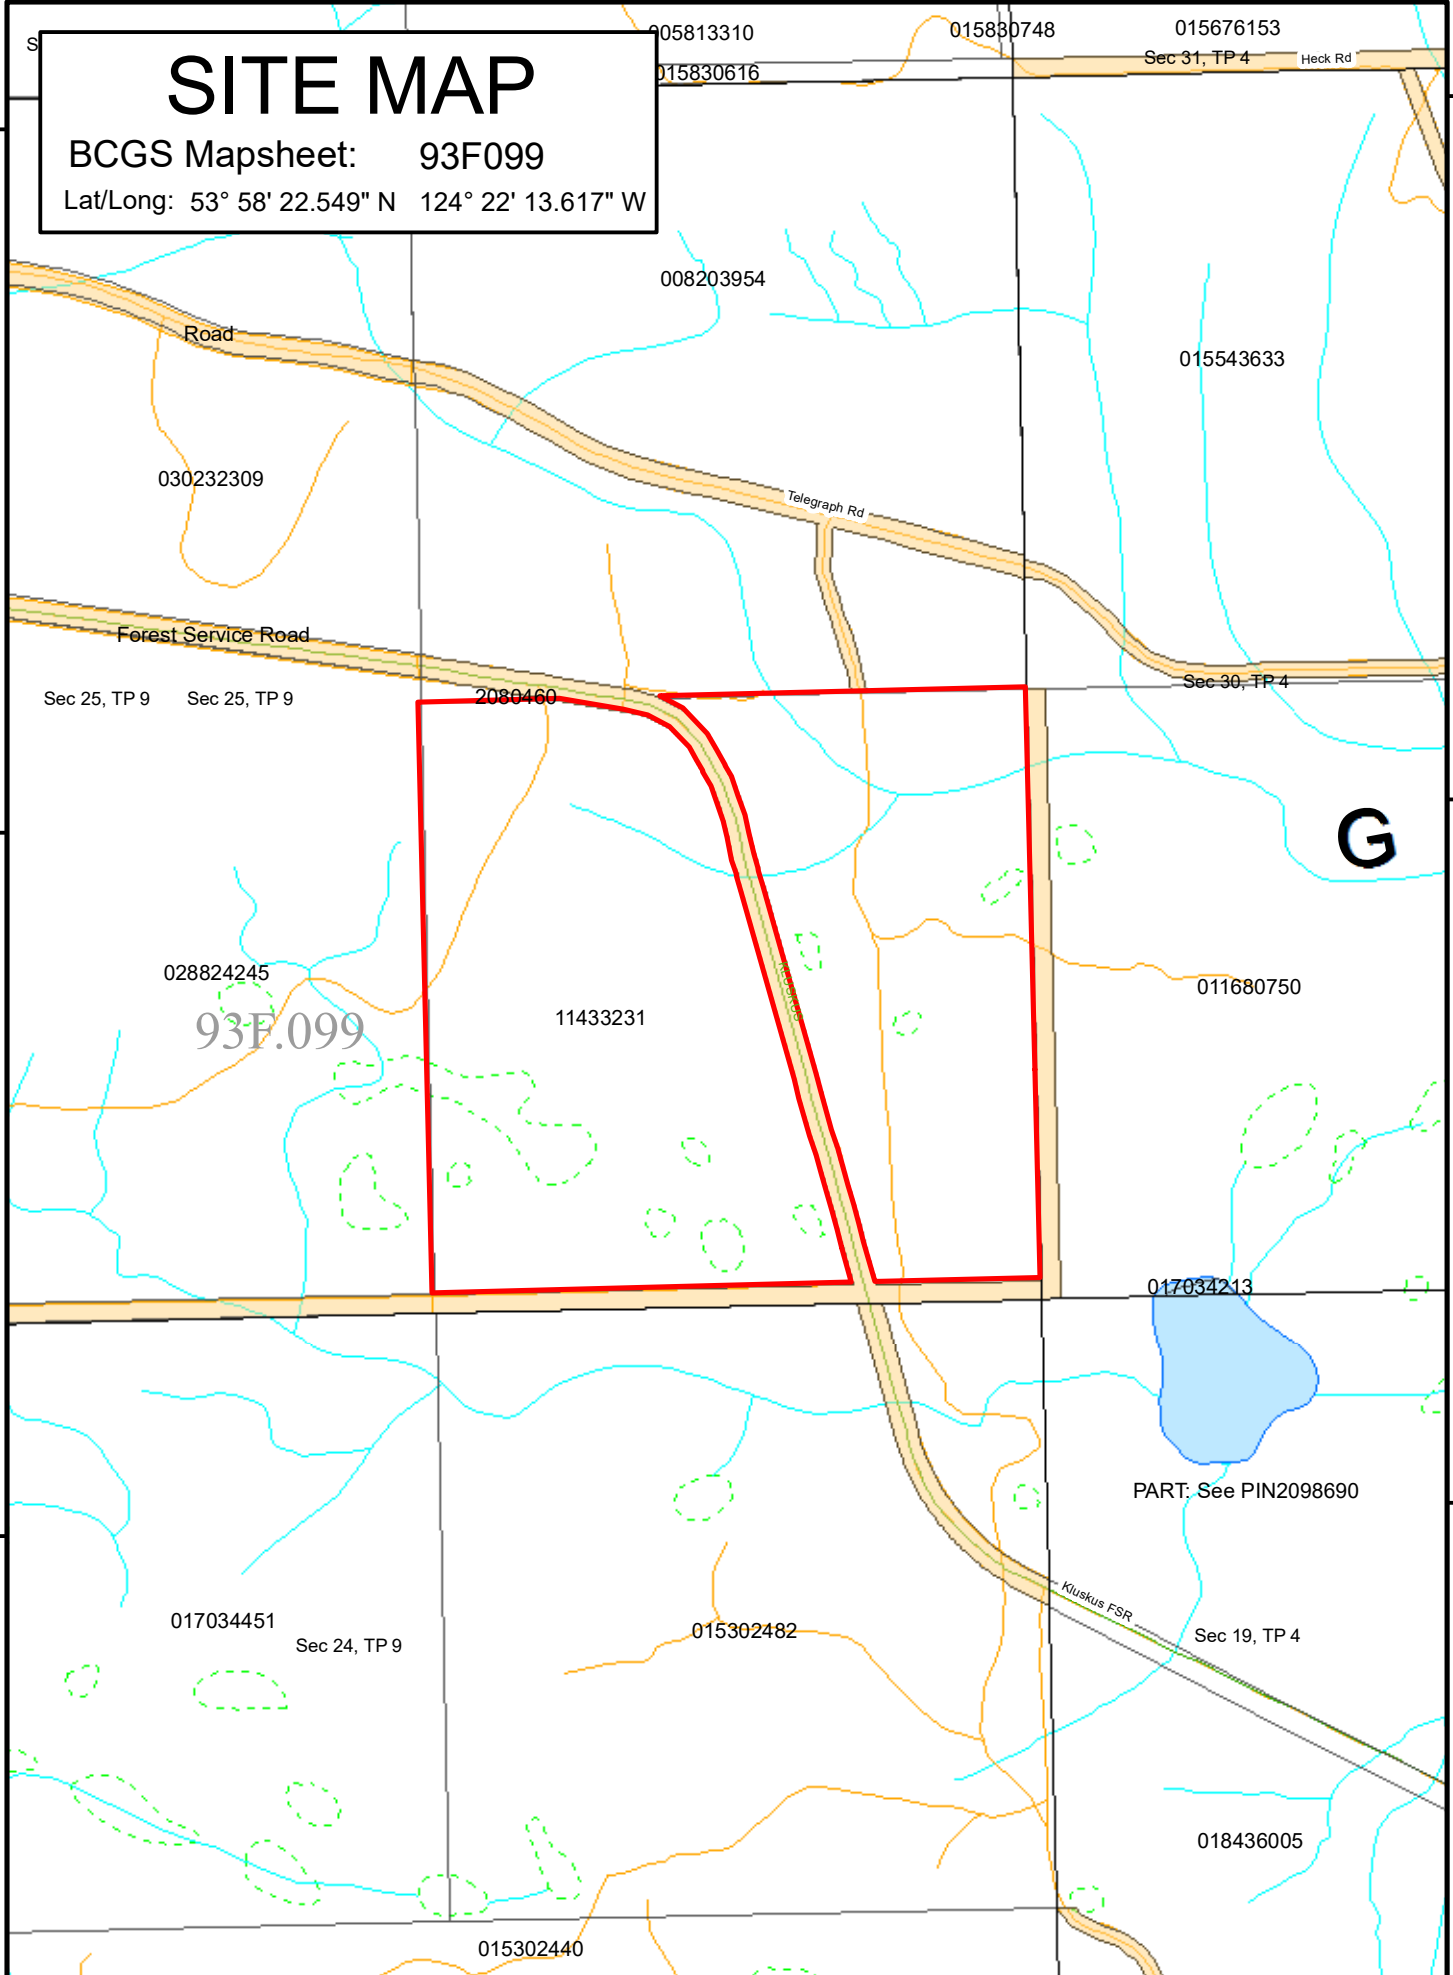 005813310
015830748
015676153
S
SITE MAP
015830616
Sec 31, TP 4
Heck Rd
BCGS Mapsheet: 93F099
Lat/Long: 53° 58' 22.549" N 124° 22' 13.617" W
008203954
Road
015543633
030232309
Telegraph Rd
Forest Service Road
Sec 25, TP 9
Sec 25, TP 9
2080460
Sec 30, TP 4
G
028824245
KLUSKUS
011680750
93F.099
11433231
017034213
PART: See PIN2098690
Kluskus FSR
017034451
015302482
Sec 19, TP 4
Sec 24, TP 9
018436005
015302440